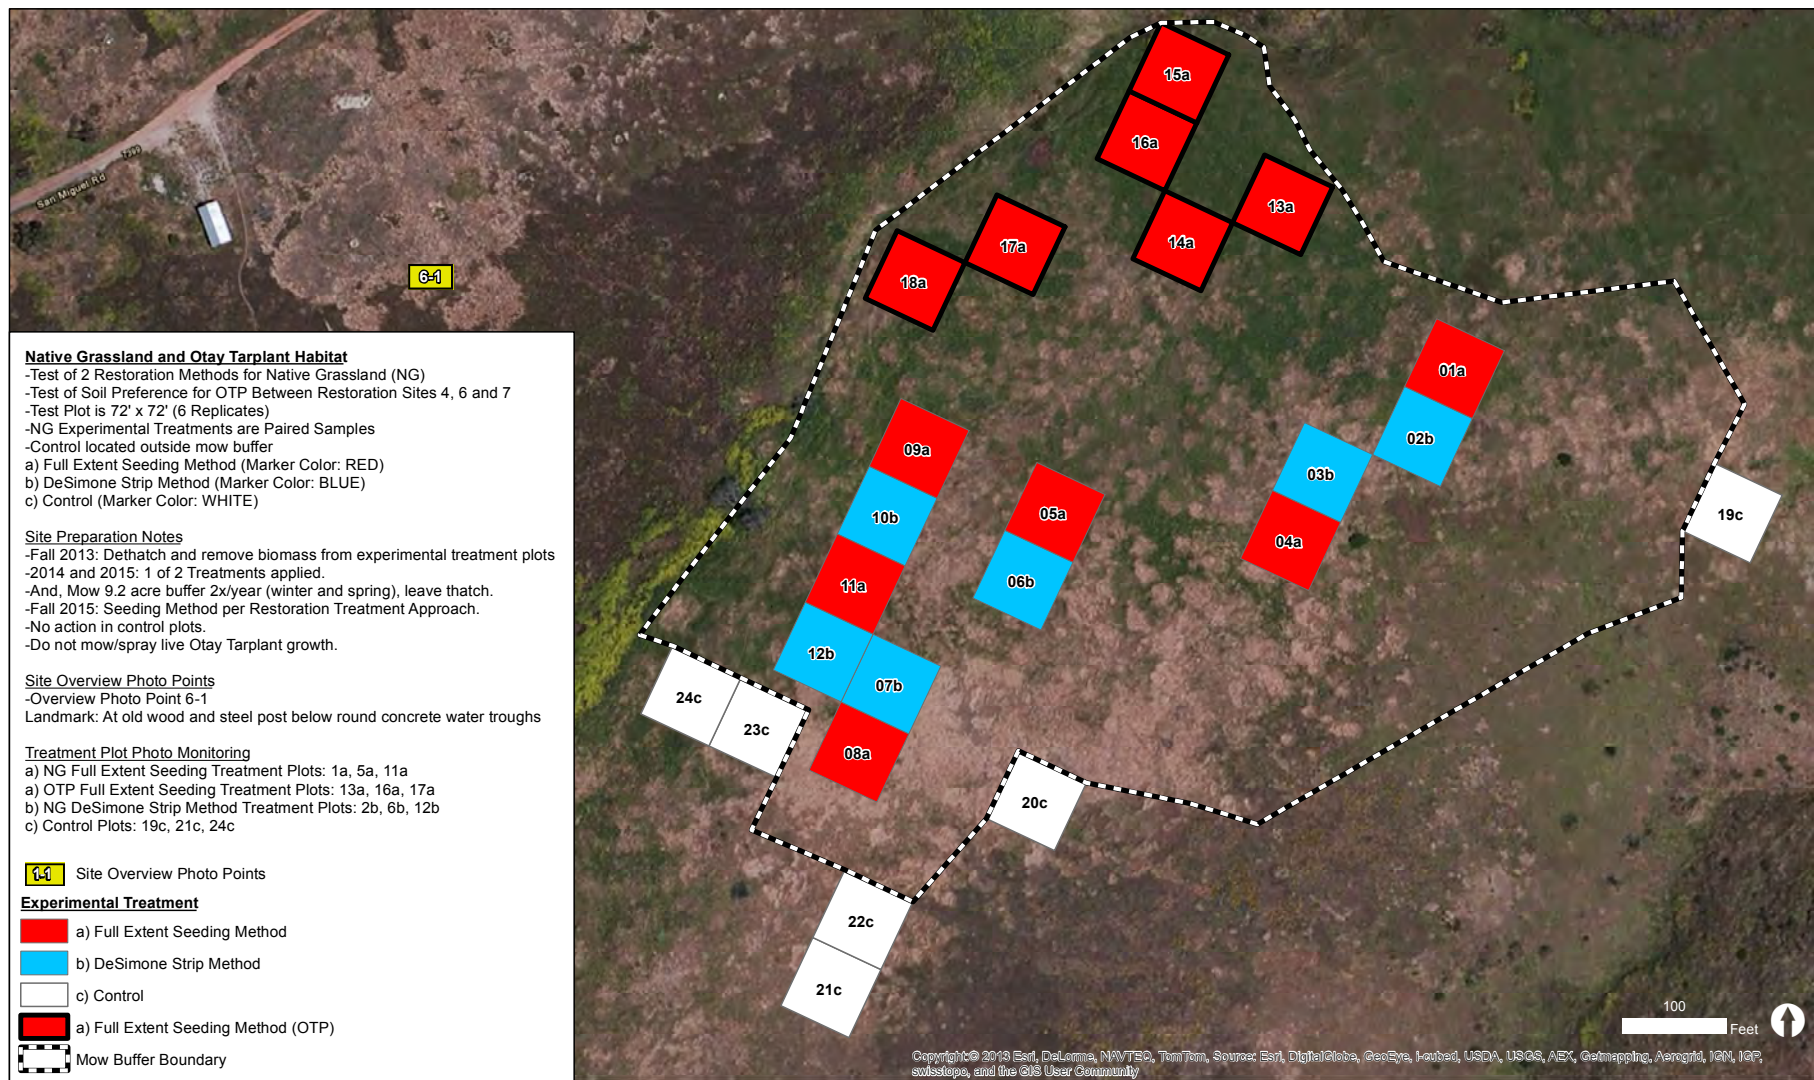 15a
16a
13a
14a
17a
18a
7399
San Miguel Rd
6-1
01a
02b
03b
04a
09a
10b
11a
12b
07b
08a
05a
06b
19c
20c
24c
23c
22c
21c
Native Grassland and Otay Tarplant Habitat
-Test of 2 Restoration Methods for Native Grassland (NG)
-Test of Soil Preference for OTP Between Restoration Sites 4, 6 and 7
-Test Plot is 72' x 72' (6 Replicates)
-NG Experimental Treatments are Paired Samples
-Control located outside mow buffer
a) Full Extent Seeding Method (Marker Color: RED)
b) DeSimone Strip Method (Marker Color: BLUE)
c) Control (Marker Color: WHITE)
Site Preparation Notes
-Fall 2013: Dethatch and remove biomass from experimental treatment plots
-2014 and 2015: 1 of 2 Treatments applied.
-And, Mow 9.2 acre buffer 2x/year (winter and spring), leave thatch.
-Fall 2015: Seeding Method per Restoration Treatment Approach.
-No action in control plots.
-Do not mow/spray live Otay Tarplant growth.
Site Overview Photo Points
-Overview Photo Point 6-1
Landmark: At old wood and steel post below round concrete water troughs
Treatment Plot Photo Monitoring
a) NG Full Extent Seeding Treatment Plots: 1a, 5a, 11a
a) OTP Full Extent Seeding Treatment Plots: 13a, 16a, 17a
b) NG DeSimone Strip Method Treatment Plots: 2b, 6b, 12b
c) Control Plots: 19c, 21c, 24c
1-1 Site Overview Photo Points
Experimental Treatment
a) Full Extent Seeding Method
b) DeSimone Strip Method
c) Control
a) Full Extent Seeding Method (OTP)
Mow Buffer Boundary
100
Feet
Copyright:© 2013 Esri, DeLorme, NAVTEQ, TomTom, Source: Esri, DigitalGlobe, GeoEye, i-cubed, USDA, USGS, AEX, Getmapping, Aerogrid, IGN, IGP,
swisstopo, and the GIS User Community